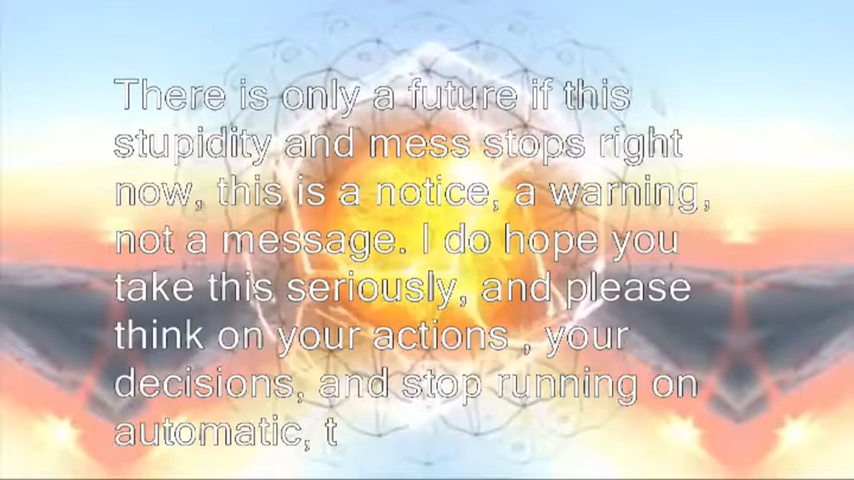 There is only a future if this
stupidity and mess stops right
now, this is a notice, a warning,
not a message. I do hope you
take this seriously, and please
think on your actions , your
decisions, and stop running on
automatic, t